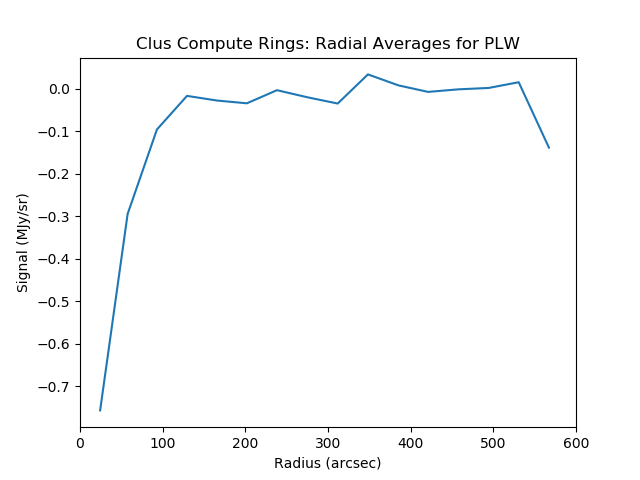 Clus Compute Rings: Radial Averages for PLW
0.0
−0.1
−0.2
−0.3
−0.4
−0.5
−0.6
−0.7
Signal (MJy/sr)
0 100 200 300 400 500 600
Radius (arcsec)